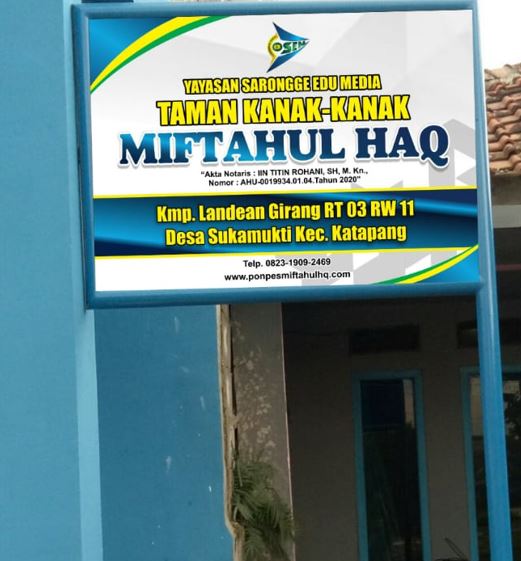 SEM
YAYASAN SARONGGE EDU MEDIA
TAMAN KANAK-KANAK
MIFTAHUL HAQ
"Akta Notaris : IIN TITIN ROHANI, SH, M. Kn.,
Nomor : AHU-0019934.01.04.Tahun 2020"
Kmp. Landean Girang RT 03 RW 11
Desa Sukamukti Kec. Katapang
Telp. 0823-1909-2469
www.ponpesmiftahulhq.com